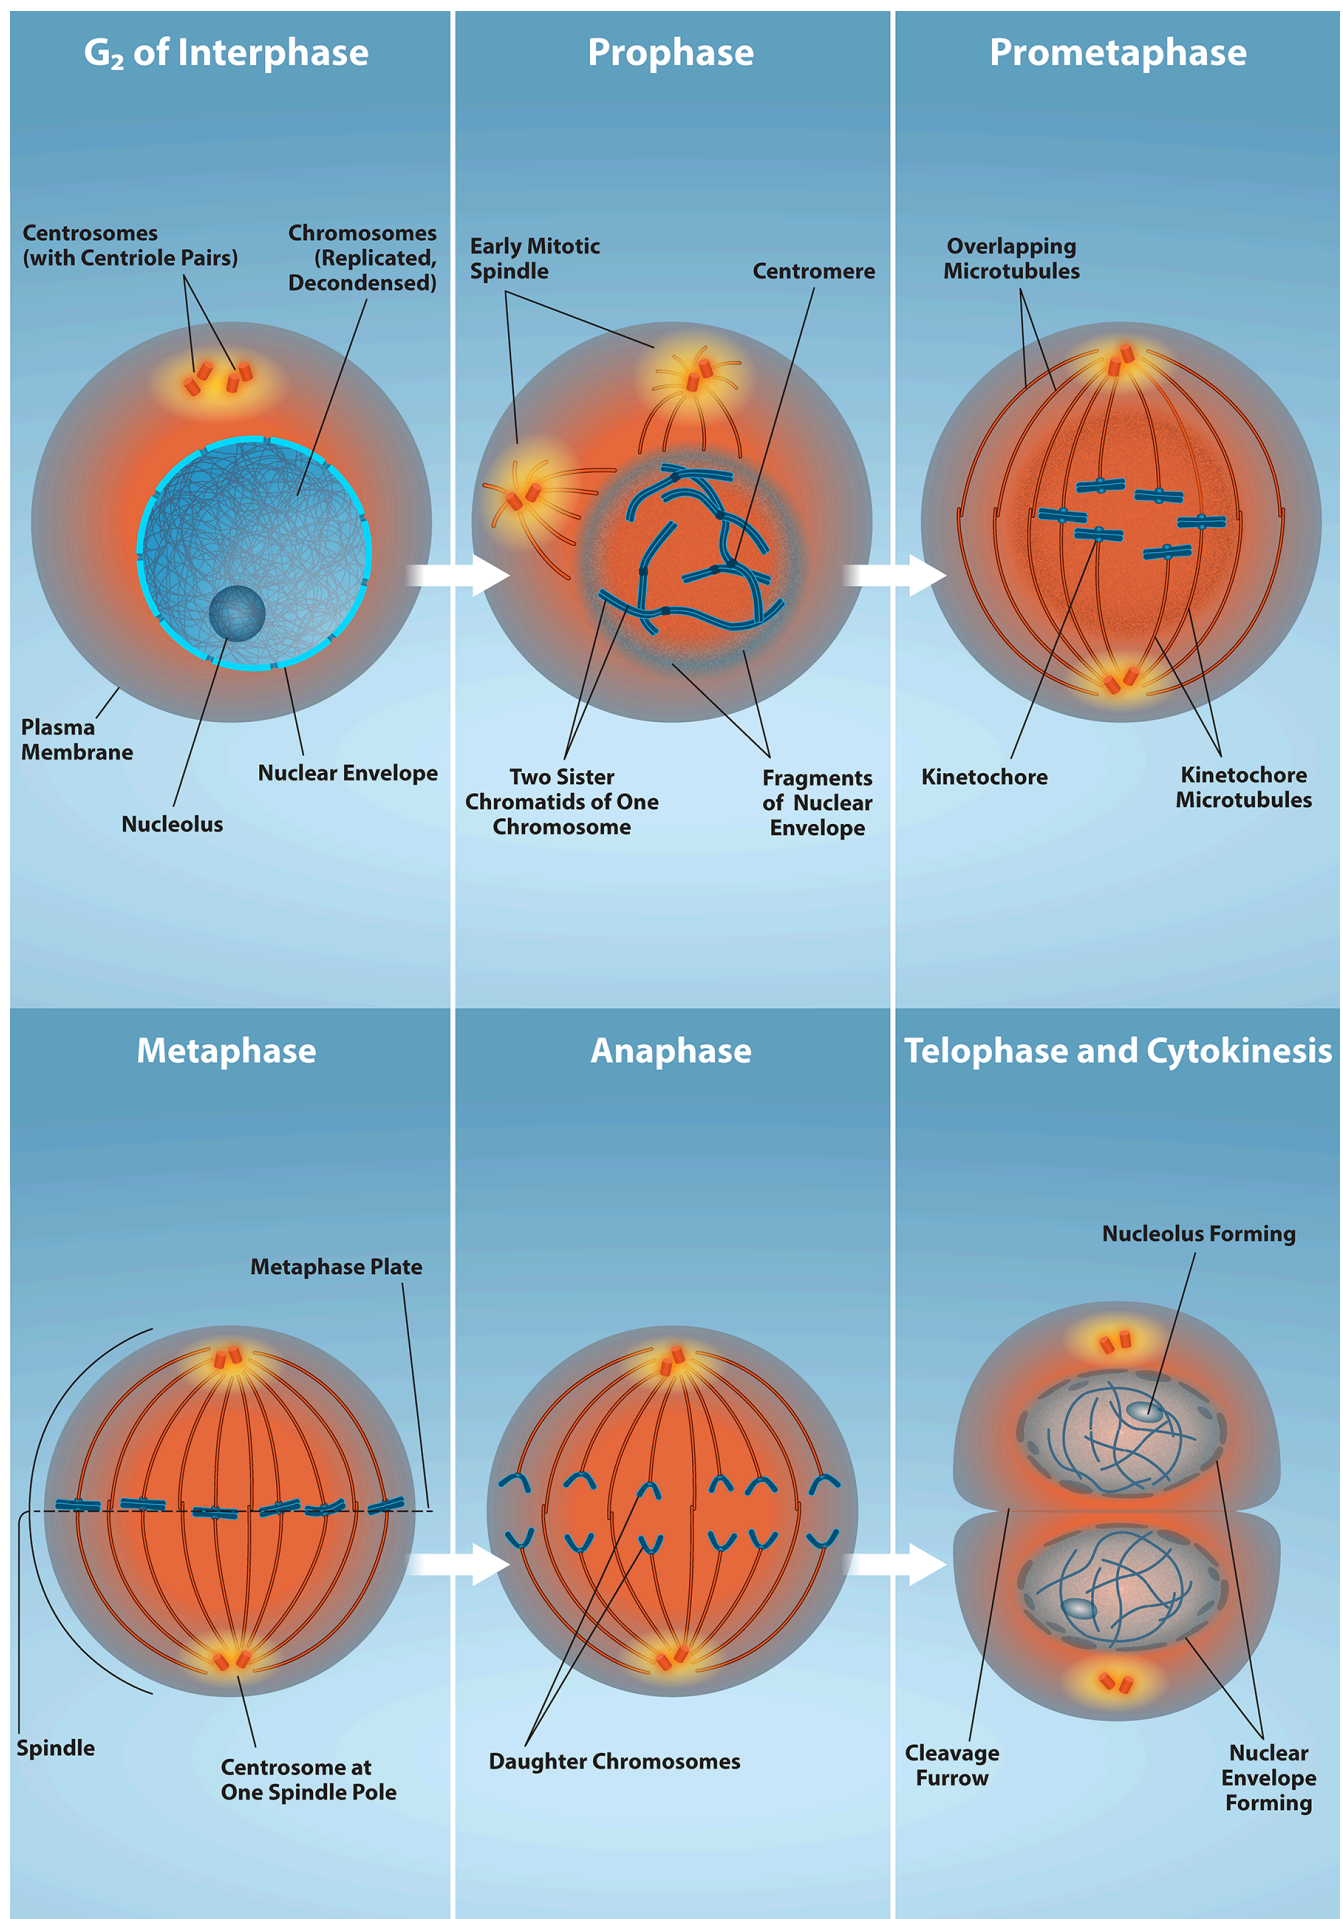 G₂ of Interphase
Centrosomes
(with Centriole Pairs)
Chromosomes
(Replicated,
Decondensed)
Plasma
Membrane
Nuclear Envelope
Nucleolus
Prophase
Early Mitotic
Spindle
Centromere
Two Sister
Chromatids of One
Chromosome
Fragments
of Nuclear
Envelope
Prometaphase
Overlapping
Microtubules
Kinetochore
Kinetochore
Microtubules
Metaphase
Metaphase Plate
Spindle
Centrosome at
One Spindle Pole
Anaphase
Daughter Chromosomes
Telophase and Cytokinesis
Nucleolus Forming
Cleavage
Furrow
Nuclear
Envelope
Forming